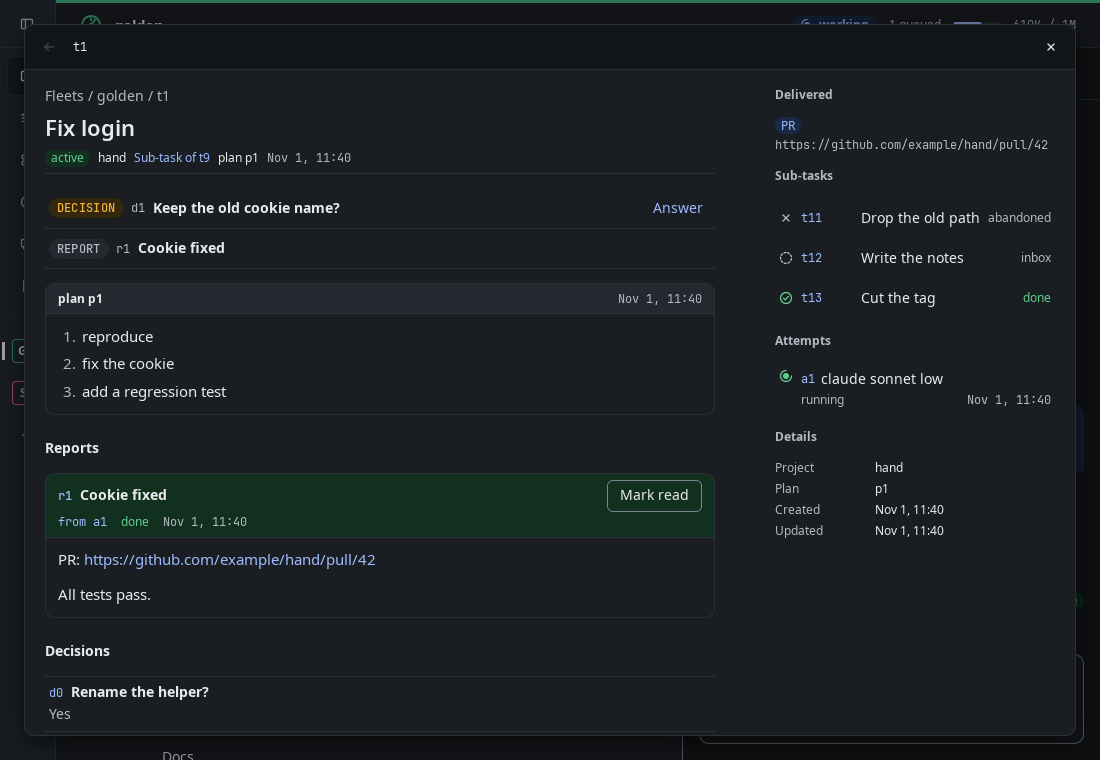 golden
working 1 queued
t1
Fleets / golden / t1
Fix login
active hand Sub-task of t9 plan p1 Nov 1, 11:40
DECISION d1 Keep the old cookie name? Answer
REPORT r1 Cookie fixed
plan p1 Nov 1, 11:40
1. reproduce
2. fix the cookie
3. add a regression test
Reports
r1 Cookie fixed Mark read
from a1 done Nov 1, 11:40
PR: https://github.com/example/hand/pull/42
All tests pass.
Decisions
d0 Rename the helper?
Yes
Delivered
PR
https://github.com/example/hand/pull/42
Sub-tasks
t11 Drop the old path abandoned
t12 Write the notes inbox
t13 Cut the tag done
Attempts
a1 claude sonnet low
running Nov 1, 11:40
Details
Project hand
Plan p1
Created Nov 1, 11:40
Updated Nov 1, 11:40
Docs